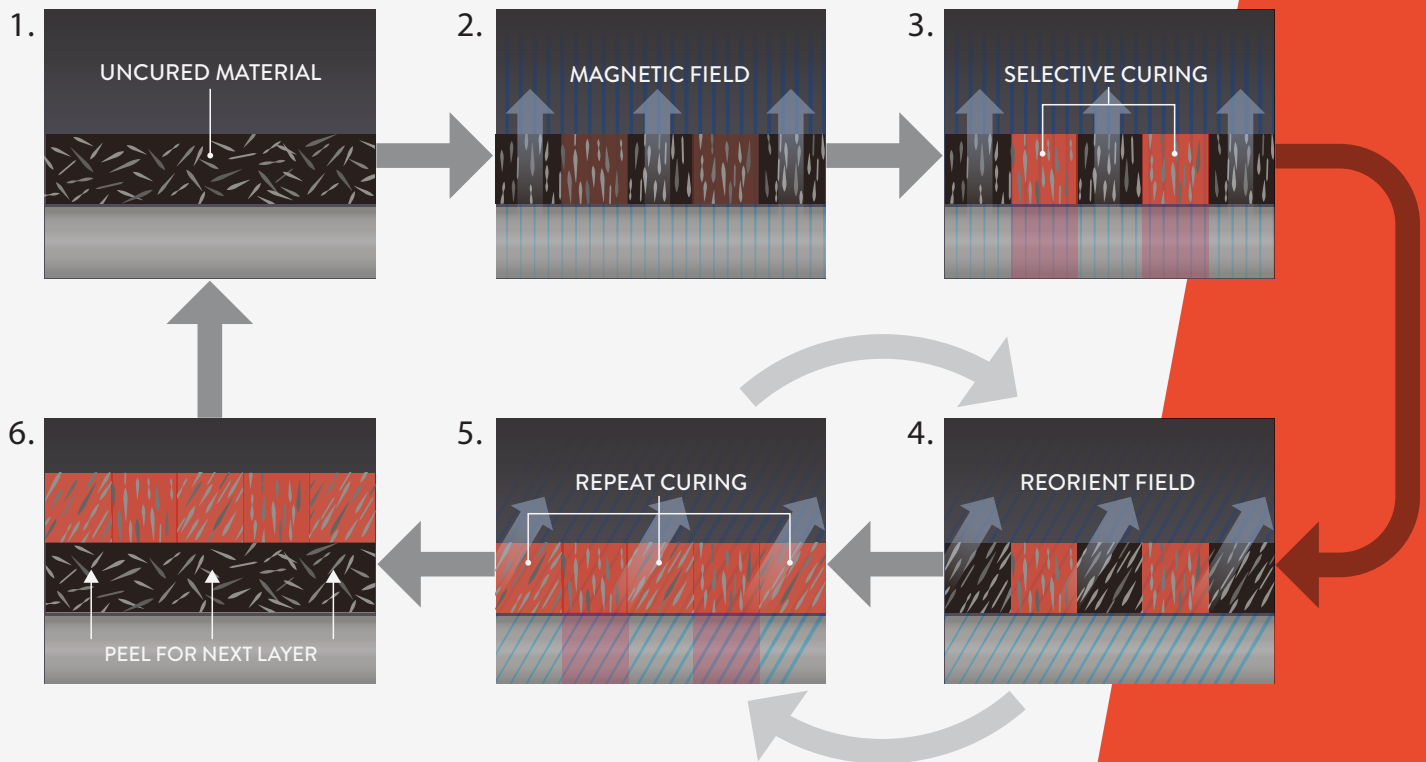 1.
UNCURED MATERIAL
2.
MAGNETIC FIELD
3.
SELECTIVE CURING
6.
PEEL FOR NEXT LAYER
5.
REPEAT CURING
4.
REORIENT FIELD